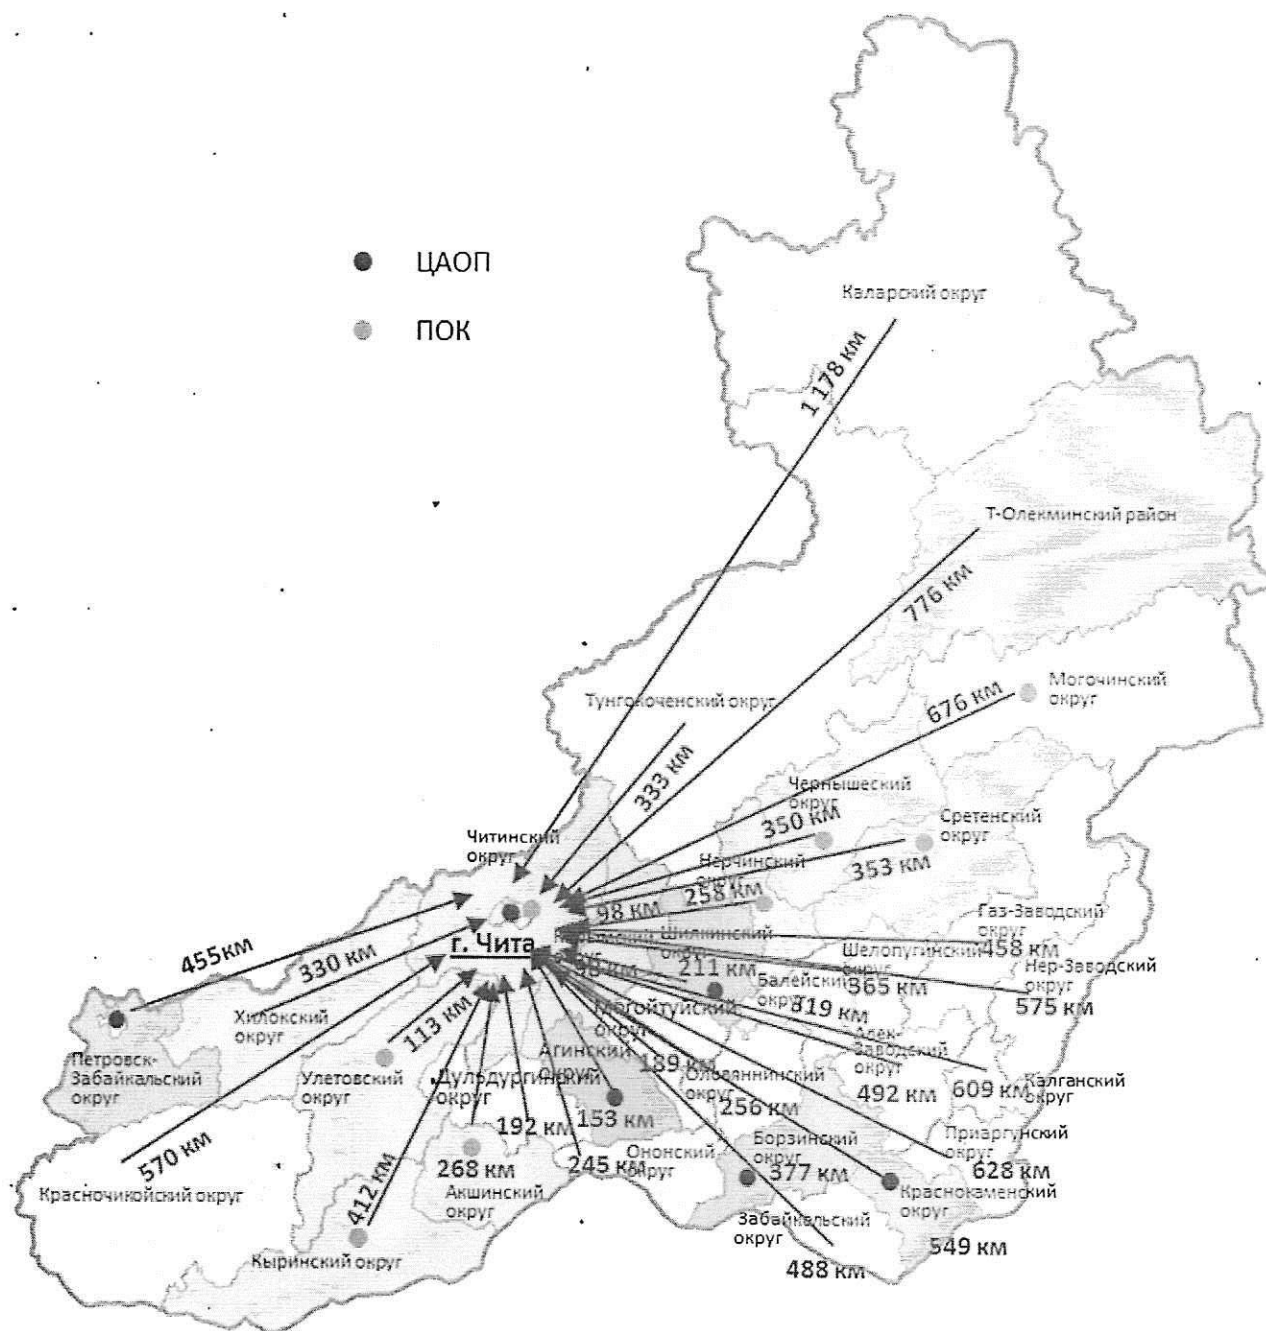 ЦАОП
ПОК
Каларский округ
1 178 км
Т-Олекминский район
776 км
Могочинский
округ
676 км
Тунгокоченский округ
333 км
Чернышеский
округ
350 км
Сретенский
округ
353 км
Читинский
округ
Нерчинский
округ
258 км
98 км
г. Чита
Шилкинский
округ
211 км
Газ-Заводский
округ
458 км
Шелопугинский
округ
365 км
Нер-Заводский
округ
575 км
Балейский
округ
319 км
455км
330 км
Хилокский
округ
113 км
Могойтуйский
округ
189 км
Агинский
округ
153 км
Петровск-
Забайкальский
округ
Улетовский
округ
Дульдургинский
округ
192 км
Оловяннинский
округ
256 км
Алек-
Заводский
округ
492 км
609 км
Калганский
округ
570 км
Красночикойский округ
412 км
268 км
Акшинский
округ
245 км
Ононский
округ
Борзинский
округ
377 км
Приаргунский
округ
628 км
Краснокаменский
округ
549 км
Забайкальский
округ
488 км
Кыринский округ